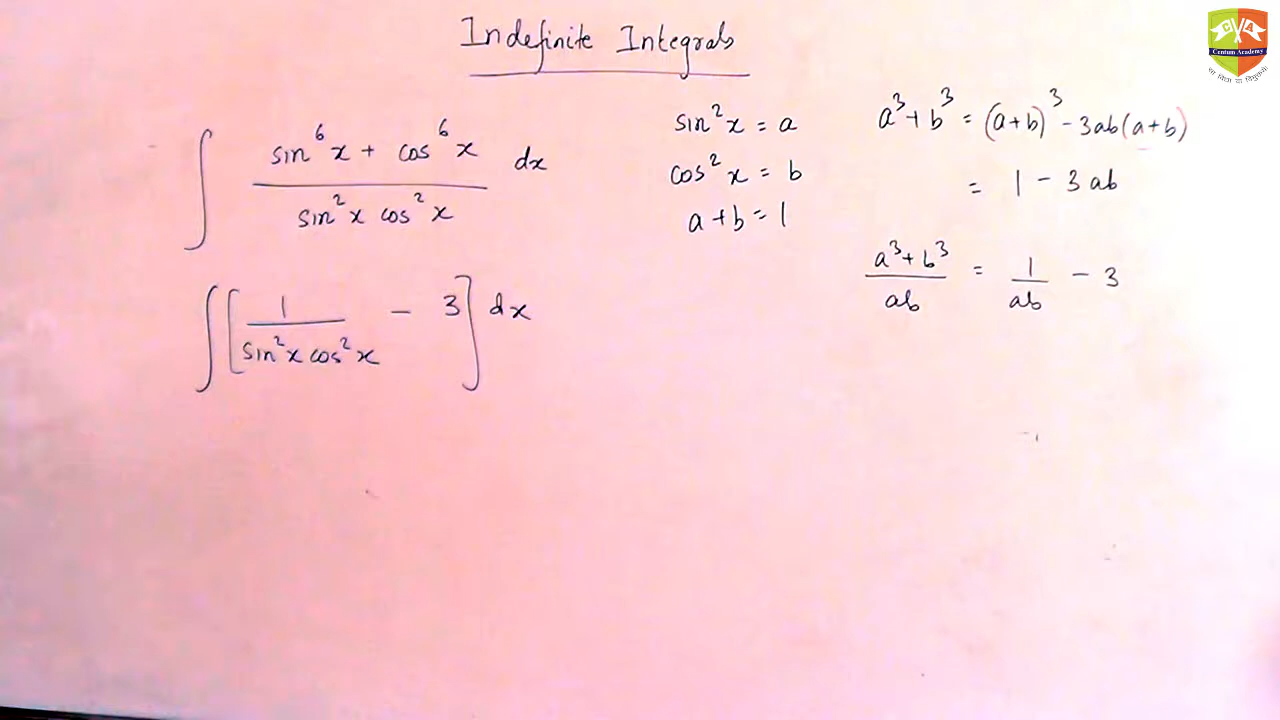 Indefinite Integrals
∫ (sin⁶x + cos⁶x) / (sin²x cos²x) dx
∫ [1 / (sin²x cos²x) − 3] dx
sin²x = a
cos²x = b
a + b = 1
a³ + b³ = (a+b)³ − 3ab(a+b)
= 1 − 3ab
(a³ + b³) / ab = 1 / ab − 3
Centum Academy